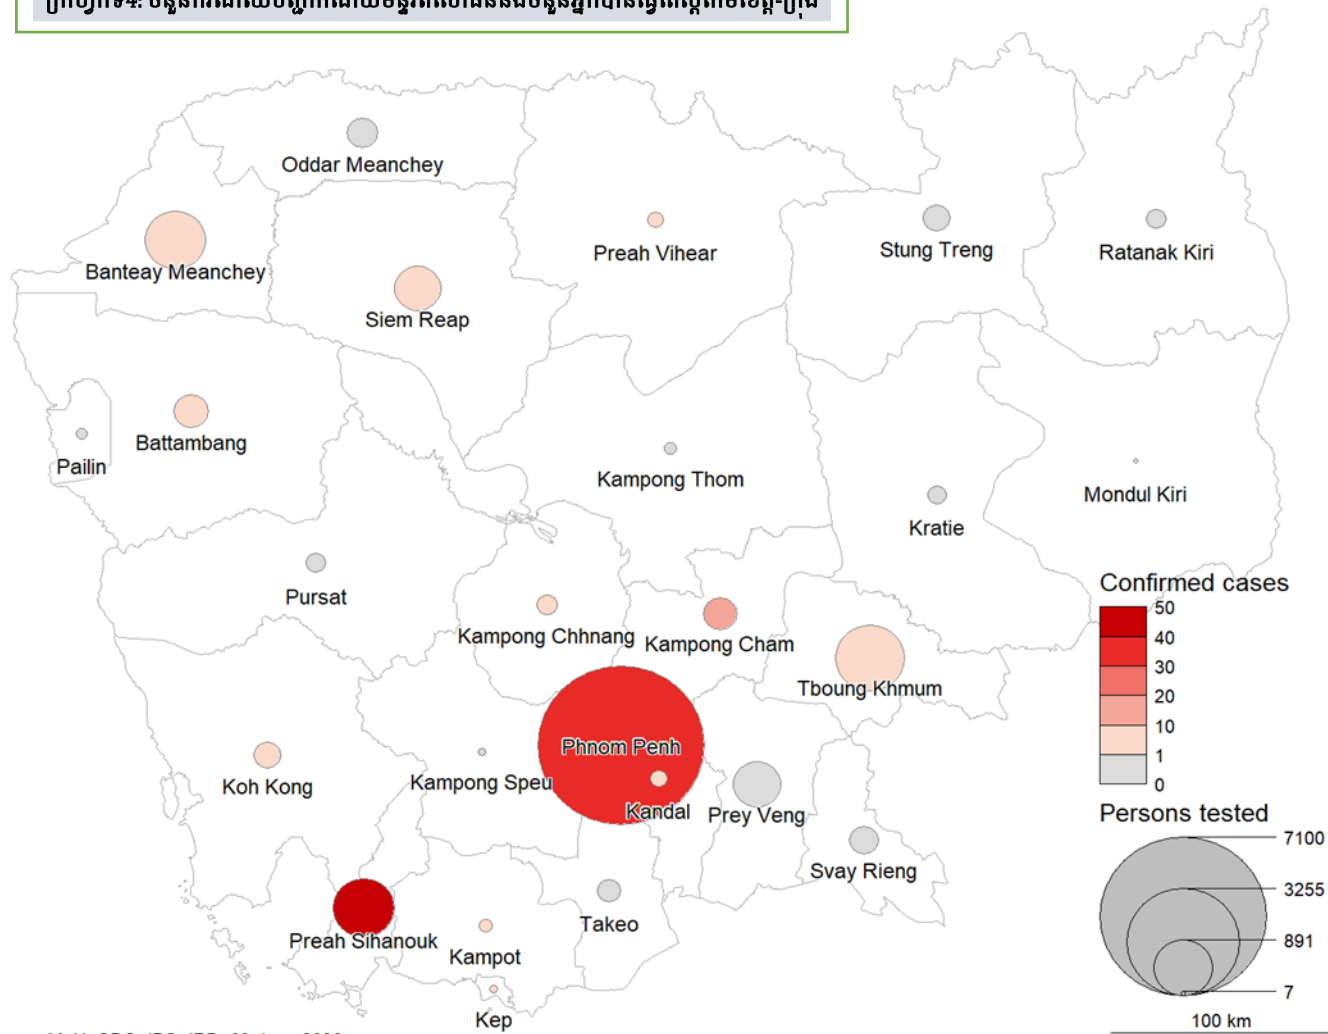 Oddar Meanchey
Banteay Meanchey
Siem Reap
Preah Vihear
Stung Treng
Ratanak Kiri
Pailin
Battambang
Kampong Thom
Kratie
Mondul Kiri
Pursat
Kampong Chhnang
Kampong Cham
Tboung Khmum
Koh Kong
Kampong Speu
Phnom Penh
Kandal
Prey Veng
Svay Rieng
Preah Sihanouk
Kampot
Takeo
Kep
Confirmed cases
50
40
30
20
10
1
0
Persons tested
7100
3255
891
7
100 km